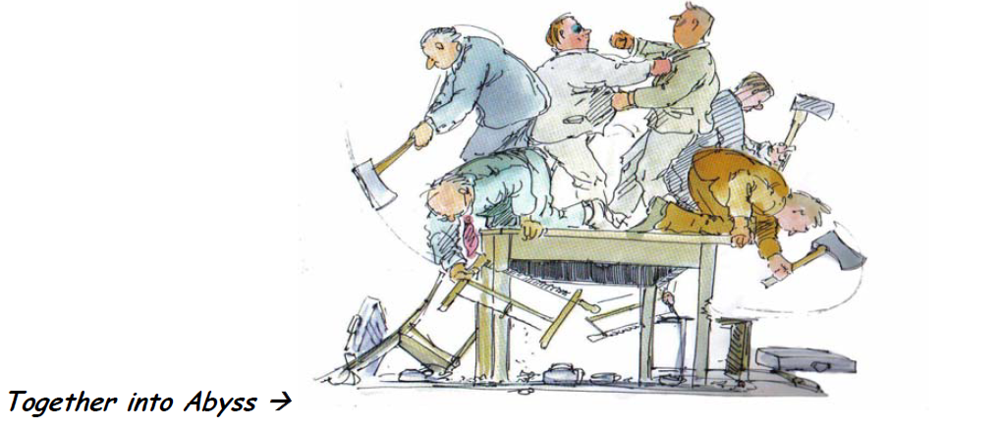 Together into Abyss →